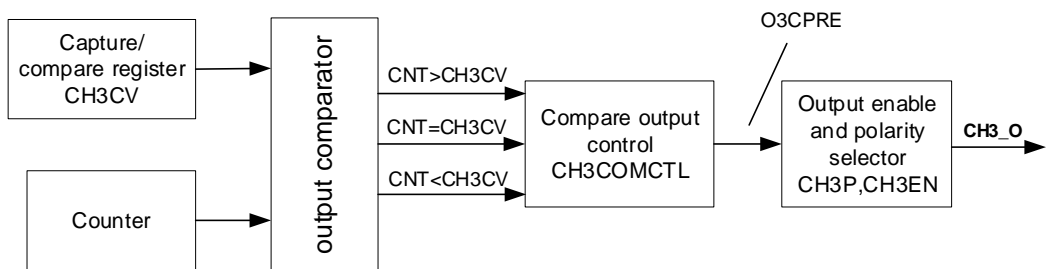 Capture/
compare register
CH3CV
Counter
output comparator
CNT>CH3CV
CNT=CH3CV
CNT<CH3CV
Compare output
control
CH3COMCTL
O3CPRE
Output enable
and polarity
selector
CH3P,CH3EN
CH3_O